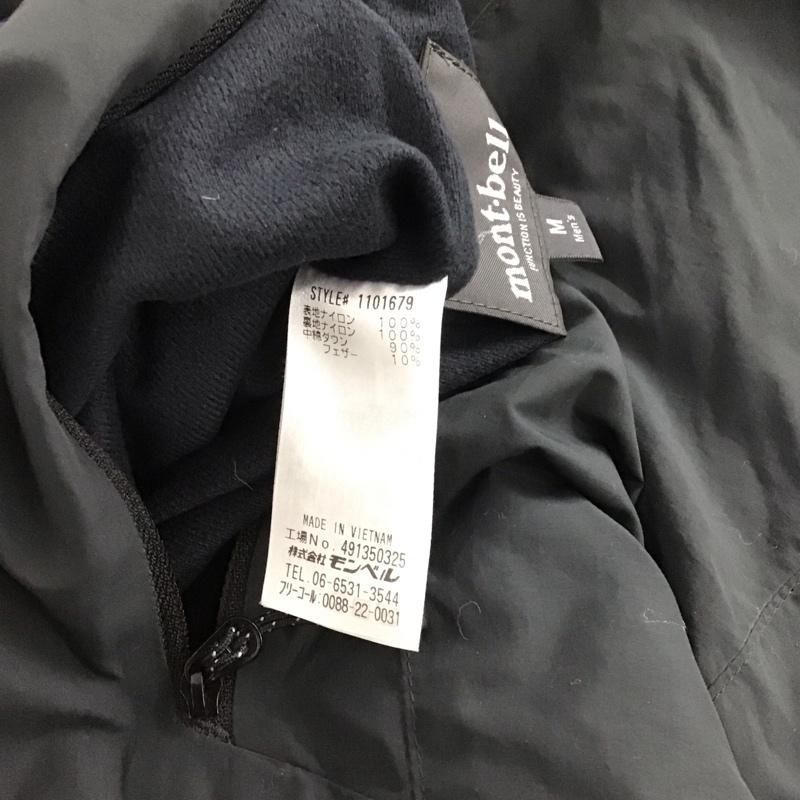 mont-bell
FUNCTION IS BEAUTY
M
Men's
STYLE# 1101679
表地ナイロン 100%
裏地ナイロン 100%
中綿ダウン 90%
フェザー 10%
MADE IN VIETNAM
工場No. 491350325
株式会社 モンベル
TEL.06-6531-3544
フリーコール:0088-22-0031